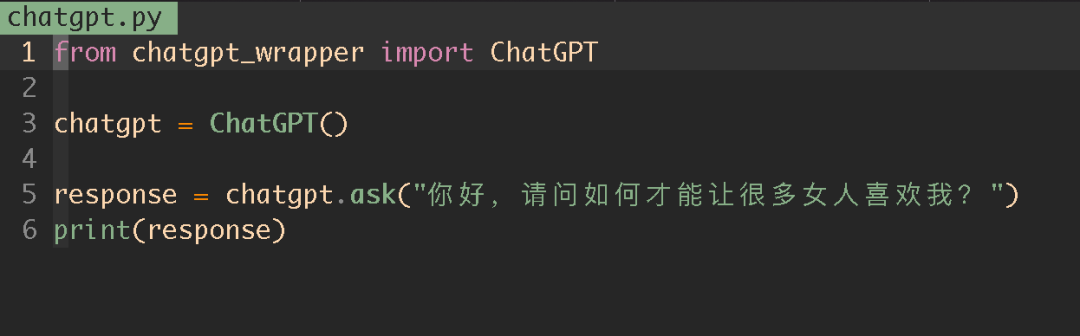 chatgpt.py
1 from chatgpt_wrapper import ChatGPT
2
3 chatgpt = ChatGPT()
4
5 response = chatgpt.ask("你好，请问如何才能让很多女人喜欢我？")
6 print(response)